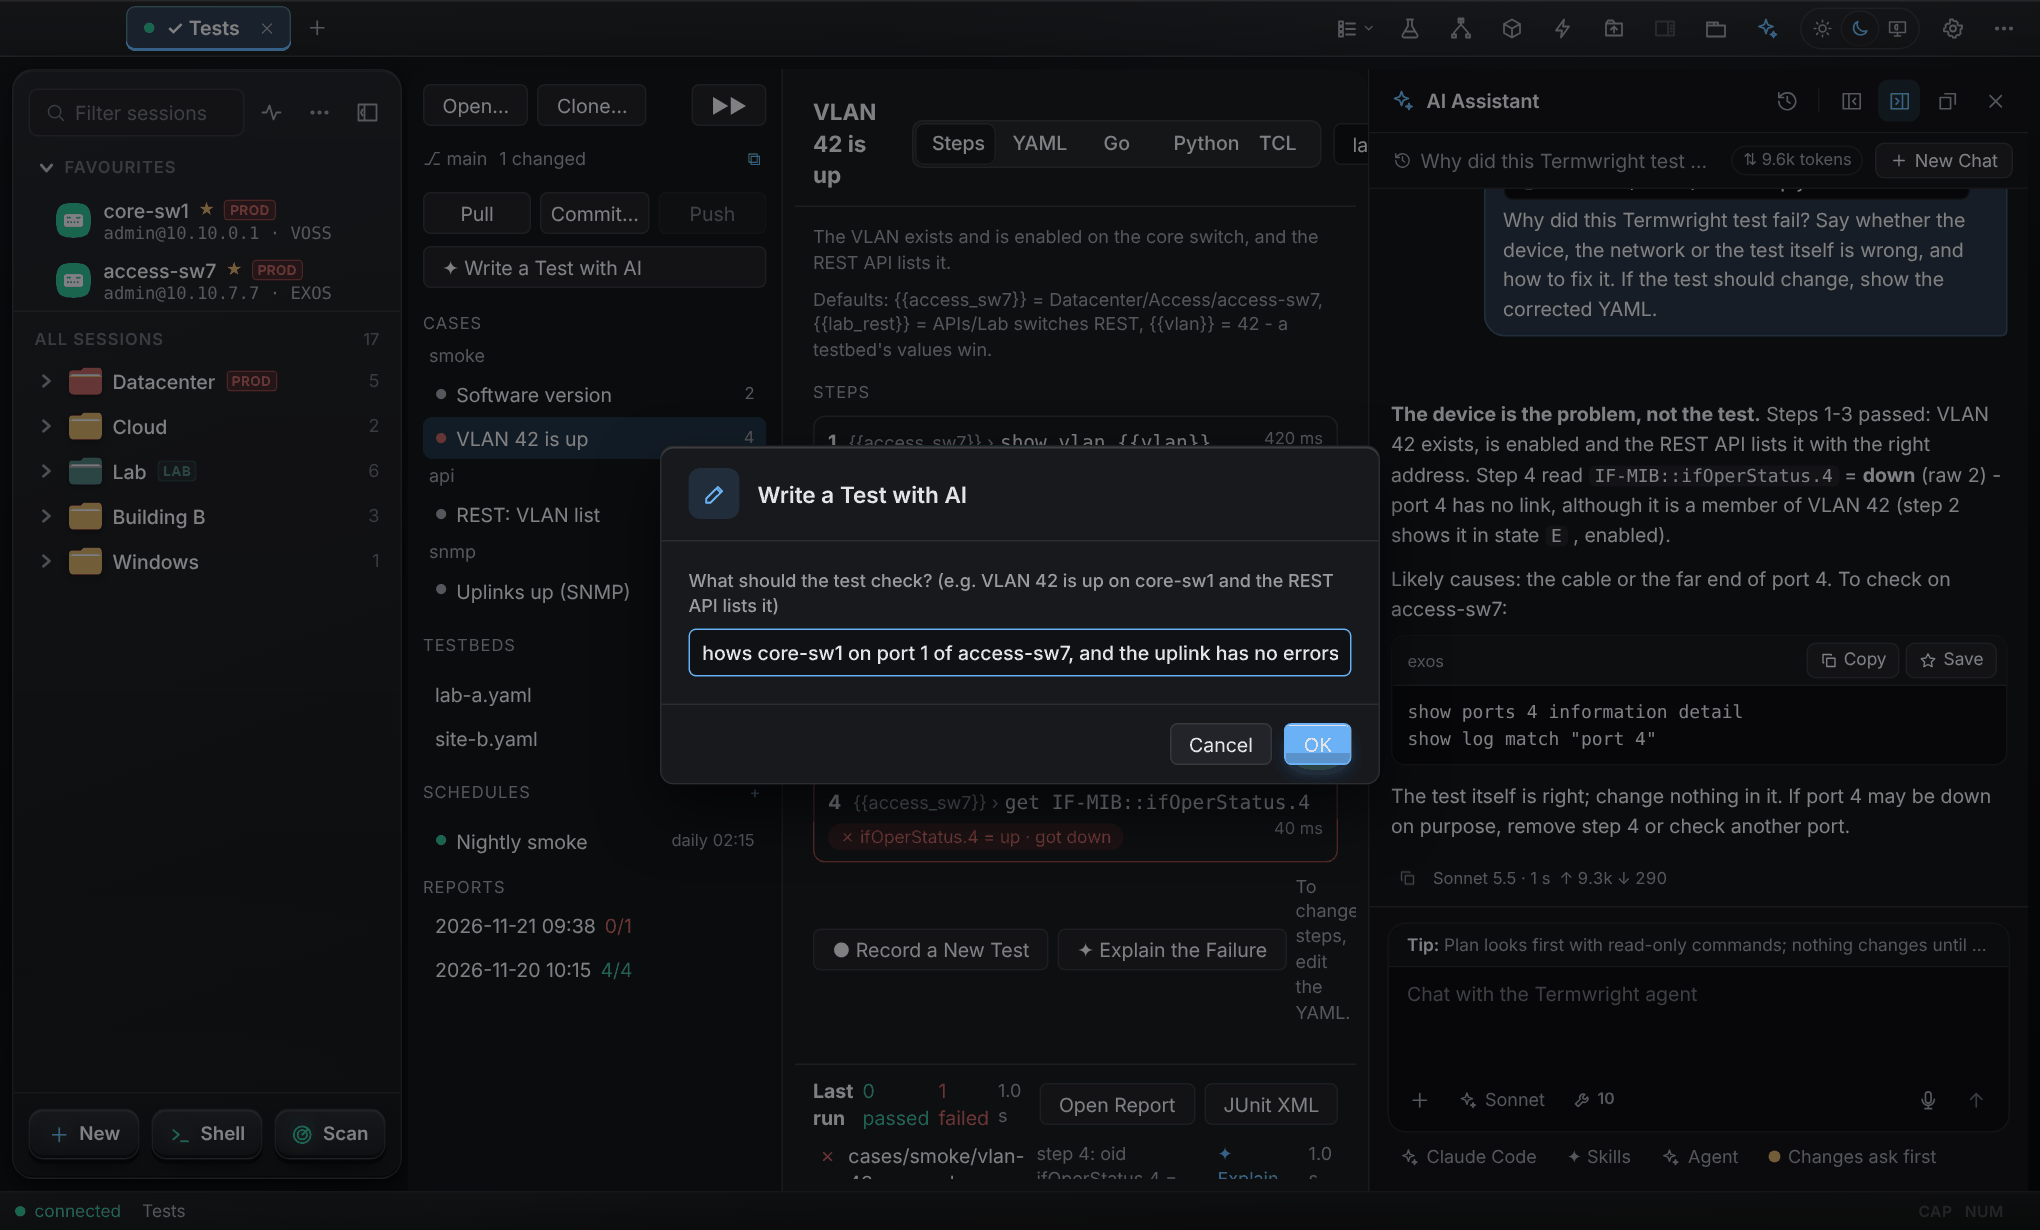 ✓ Tests
Filter sessions
FAVOURITES
core-sw1 ★ PROD
admin@10.10.0.1 · VOSS
access-sw7 ★ PROD
admin@10.10.7.7 · EXOS
ALL SESSIONS 17
Datacenter PROD 5
Cloud 2
Lab LAB 6
Building B 3
Windows 1
+ New
>_ Shell
Scan
Open...
Clone...
main 1 changed
Pull
Commit...
Push
✦ Write a Test with AI
CASES
smoke
Software version 2
VLAN 42 is up 4
api
REST: VLAN list
snmp
Uplinks up (SNMP)
TESTBEDS
lab-a.yaml
site-b.yaml
SCHEDULES +
Nightly smoke daily 02:15
REPORTS
2026-11-21 09:38 0/1
2026-11-20 10:15 4/4
VLAN
42 is
up
Steps YAML Go Python TCL
la
The VLAN exists and is enabled on the core switch, and the
REST API lists it.
Defaults: {{access_sw7}} = Datacenter/Access/access-sw7,
{{lab_rest}} = APIs/Lab switches REST, {{vlan}} = 42 - a
testbed's values win.
STEPS
1 {{access_sw7}} › show vlan {{vlan}} 420 ms
Write a Test with AI
What should the test check? (e.g. VLAN 42 is up on core-sw1 and the REST
API lists it)
hows core-sw1 on port 1 of access-sw7, and the uplink has no errors
Cancel
OK
4 {{access_sw7}} › get IF-MIB::ifOperStatus.4
× ifOperStatus.4 = up · got down 40 ms
Record a New Test
✦ Explain the Failure
To
change
steps,
edit
the
YAML.
Last 0 1 1.0
run passed failed s
Open Report
JUnit XML
× cases/smoke/vlan- step 4: oid ✦ 1.0
ifOperStatus.4 = Explain s
AI Assistant
Why did this Termwright test ... ⇅ 9.6k tokens
+ New Chat
Why did this Termwright test fail? Say whether the
device, the network or the test itself is wrong, and
how to fix it. If the test should change, show the
corrected YAML.
The device is the problem, not the test. Steps 1-3 passed: VLAN
42 exists, is enabled and the REST API lists it with the right
address. Step 4 read IF-MIB::ifOperStatus.4 = down (raw 2) -
port 4 has no link, although it is a member of VLAN 42 (step 2
shows it in state E , enabled).
Likely causes: the cable or the far end of port 4. To check on
access-sw7:
exos
Copy
Save
show ports 4 information detail
show log match "port 4"
The test itself is right; change nothing in it. If port 4 may be down
on purpose, remove step 4 or check another port.
Sonnet 5.5 · 1 s ↑ 9.3k ↓ 290
Tip: Plan looks first with read-only commands; nothing changes until ...
Chat with the Termwright agent
+ Sonnet 10
Claude Code ✦ Skills Agent Changes ask first
connected Tests
CAP NUM